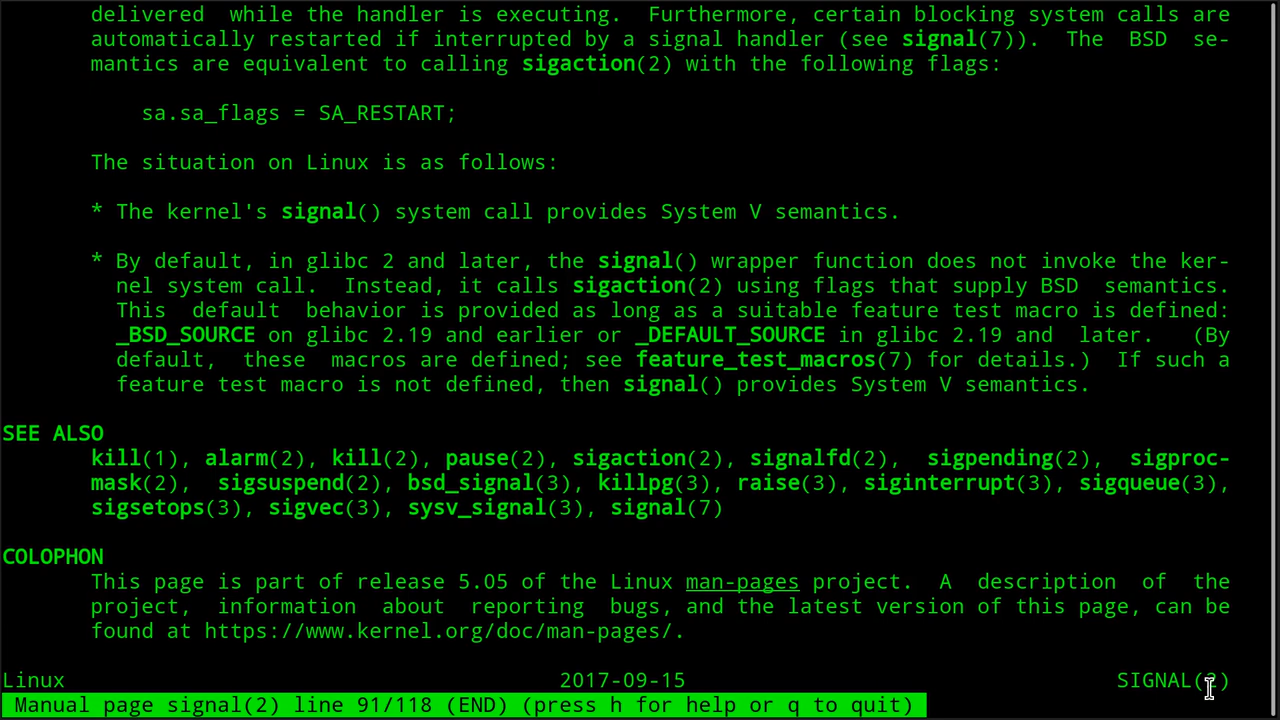 delivered while the handler is executing. Furthermore, certain blocking system calls are
automatically restarted if interrupted by a signal handler (see signal(7)). The BSD se-
mantics are equivalent to calling sigaction(2) with the following flags:
sa.sa_flags = SA_RESTART;
The situation on Linux is as follows:
* The kernel's signal() system call provides System V semantics.
* By default, in glibc 2 and later, the signal() wrapper function does not invoke the ker-
nel system call. Instead, it calls sigaction(2) using flags that supply BSD semantics.
This default behavior is provided as long as a suitable feature test macro is defined:
_BSD_SOURCE on glibc 2.19 and earlier or _DEFAULT_SOURCE in glibc 2.19 and later. (By
default, these macros are defined; see feature_test_macros(7) for details.) If such a
feature test macro is not defined, then signal() provides System V semantics.
SEE ALSO
kill(1), alarm(2), kill(2), pause(2), sigaction(2), signalfd(2), sigpending(2), sigproc-
mask(2), sigsuspend(2), bsd_signal(3), killpg(3), raise(3), siginterrupt(3), sigqueue(3),
sigsetops(3), sigvec(3), sysv_signal(3), signal(7)
COLOPHON
This page is part of release 5.05 of the Linux man-pages project. A description of the
project, information about reporting bugs, and the latest version of this page, can be
found at https://www.kernel.org/doc/man-pages/.
Linux 2017-09-15 SIGNAL(2)
Manual page signal(2) line 91/118 (END) (press h for help or q to quit)